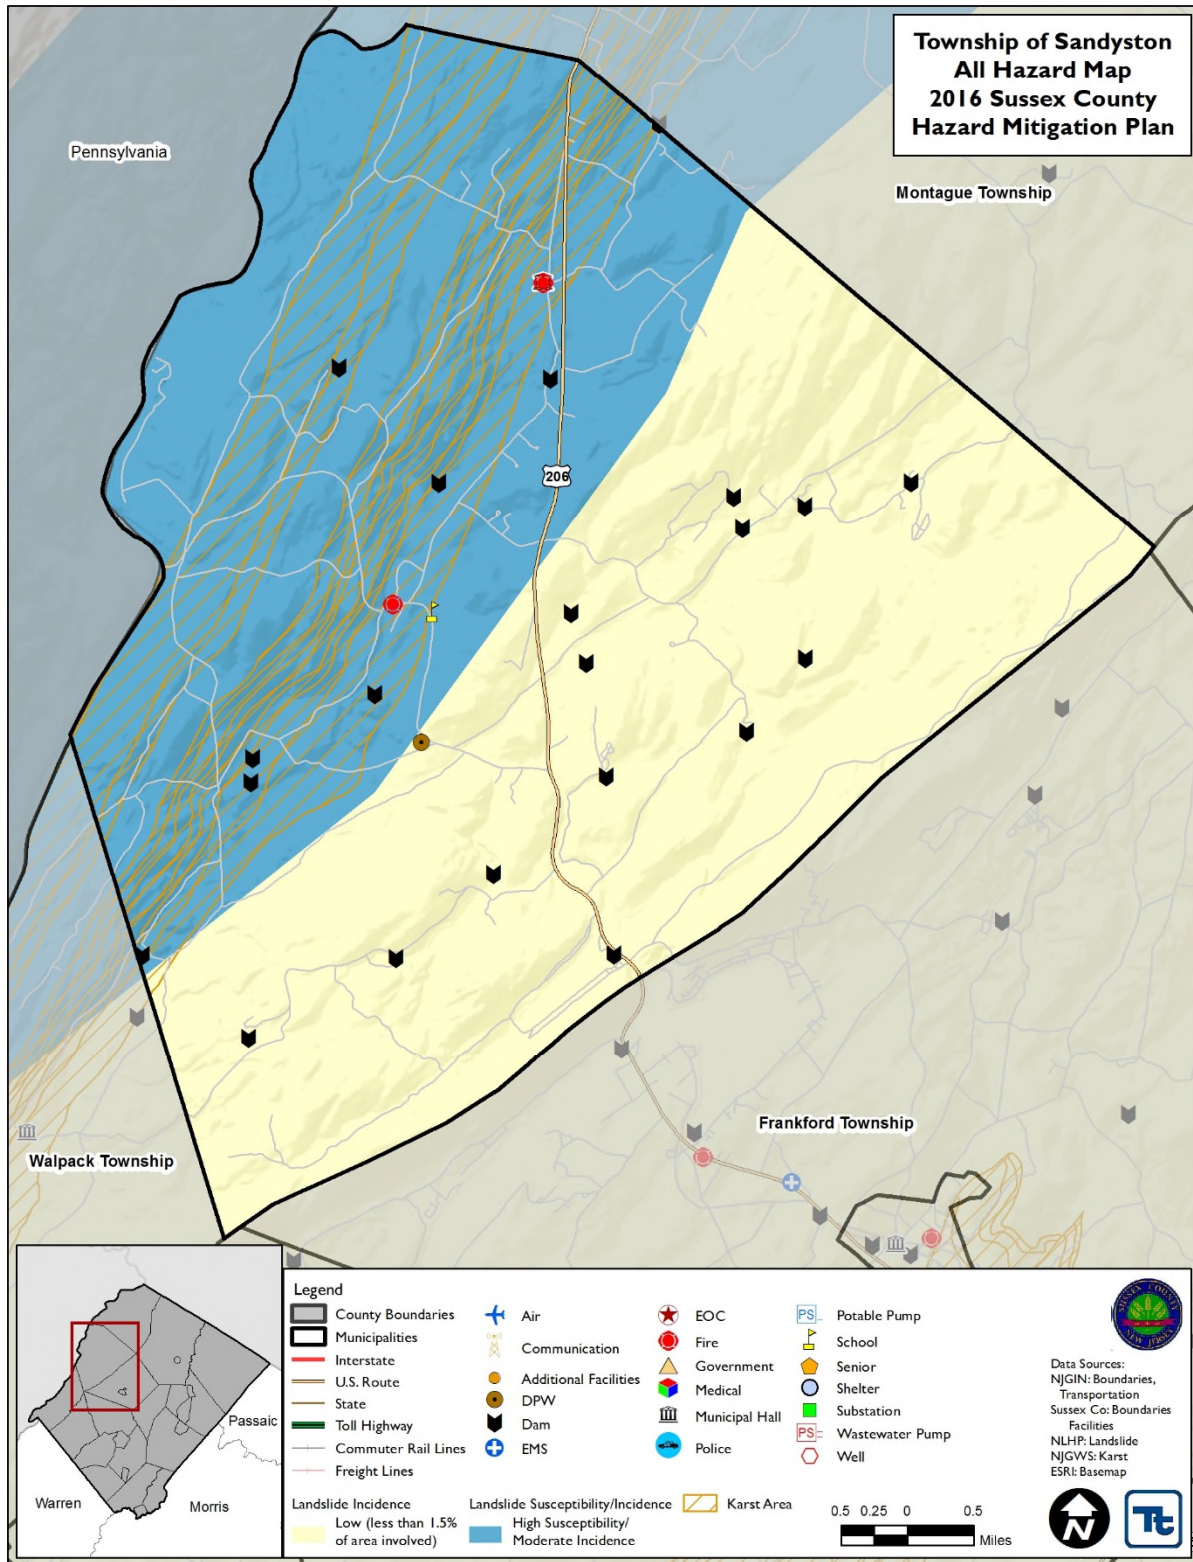 Township of Sandyston
All Hazard Map
2016 Sussex County
Hazard Mitigation Plan
Pennsylvania
Montague Township
206
Frankford Township
Walpack Township
Passaic
Warren
Morris
Legend
County Boundaries
Municipalities
Interstate
U.S. Route
State
Toll Highway
Commuter Rail Lines
Freight Lines
Air
Communication
Additional Facilities
DPW
Dam
EMS
EOC
Fire
Government
Medical
Municipal Hall
Police
PS Potable Pump
School
Senior
Shelter
Substation
PS Wastewater Pump
Well
Landslide Incidence
Low (less than 1.5%
of area involved)
Landslide Susceptibility/Incidence
High Susceptibility/
Moderate Incidence
Karst Area
SUSSEX COUNTY
NEW JERSEY
Data Sources:
NJGIN: Boundaries,
Transportation
Sussex Co: Boundaries
Facilities
NLHP: Landslide
NJGWS: Karst
ESRI: Basemap
0.5 0.25 0 0.5
Miles
N
Tt